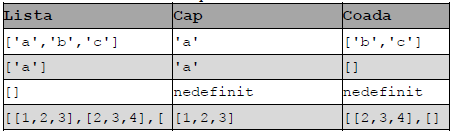 Lista Cap Coada
['a','b','c'] 'a' ['b','c']
['a'] 'a' []
[] nedefinit nedefinit
[[1,2,3],[2,3,4],[ [1,2,3] [[2,3,4],[]